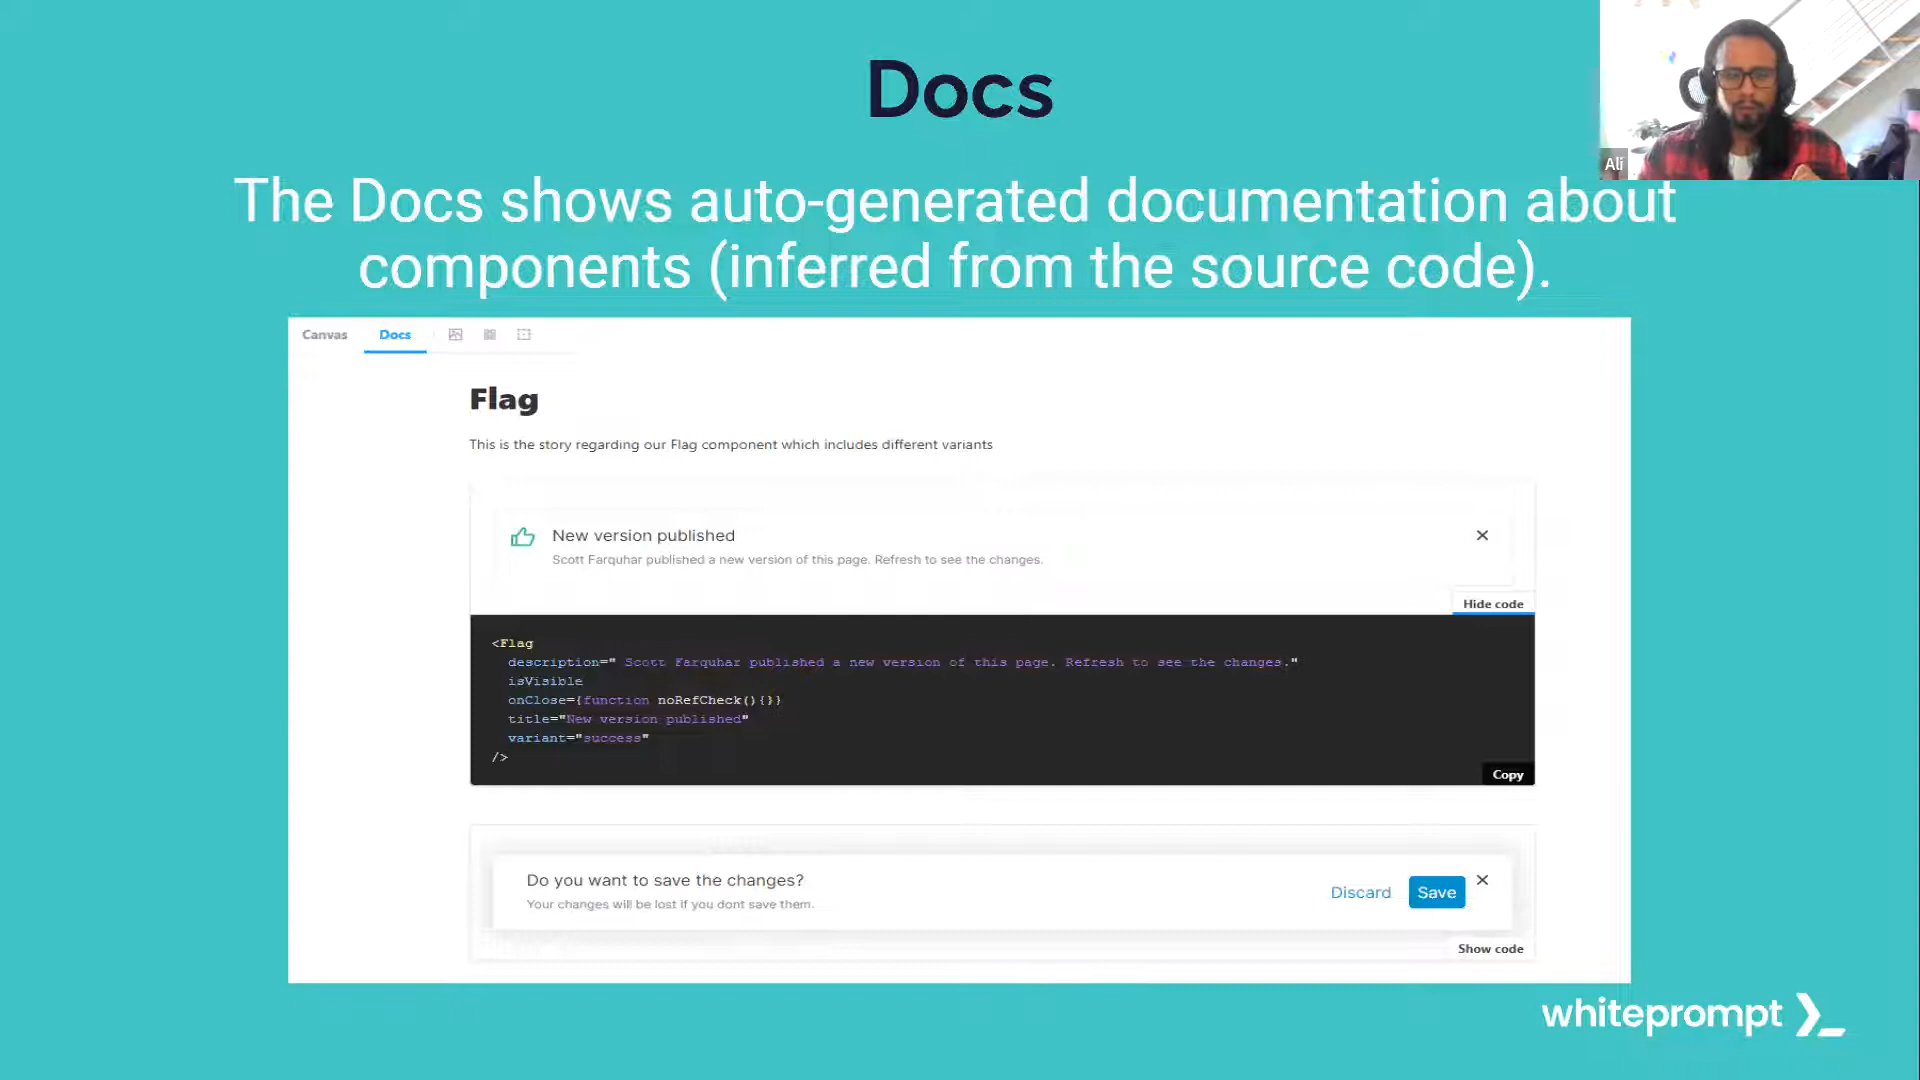 Docs
Ali
The Docs shows auto-generated documentation about
components (inferred from the source code).
Canvas Docs
Flag
This is the story regarding our Flag component which includes different variants
New version published
Scott Farquhar published a new version of this page. Refresh to see the changes.
Hide code
<Flag
description=" Scott Farquhar published a new version of this page. Refresh to see the changes."
isVisible
onClose={function noRefCheck(){}}
title="New version published"
variant="success"
/>
Copy
Do you want to save the changes?
Your changes will be lost if you dont save them.
Discard Save
Show code
whiteprompt